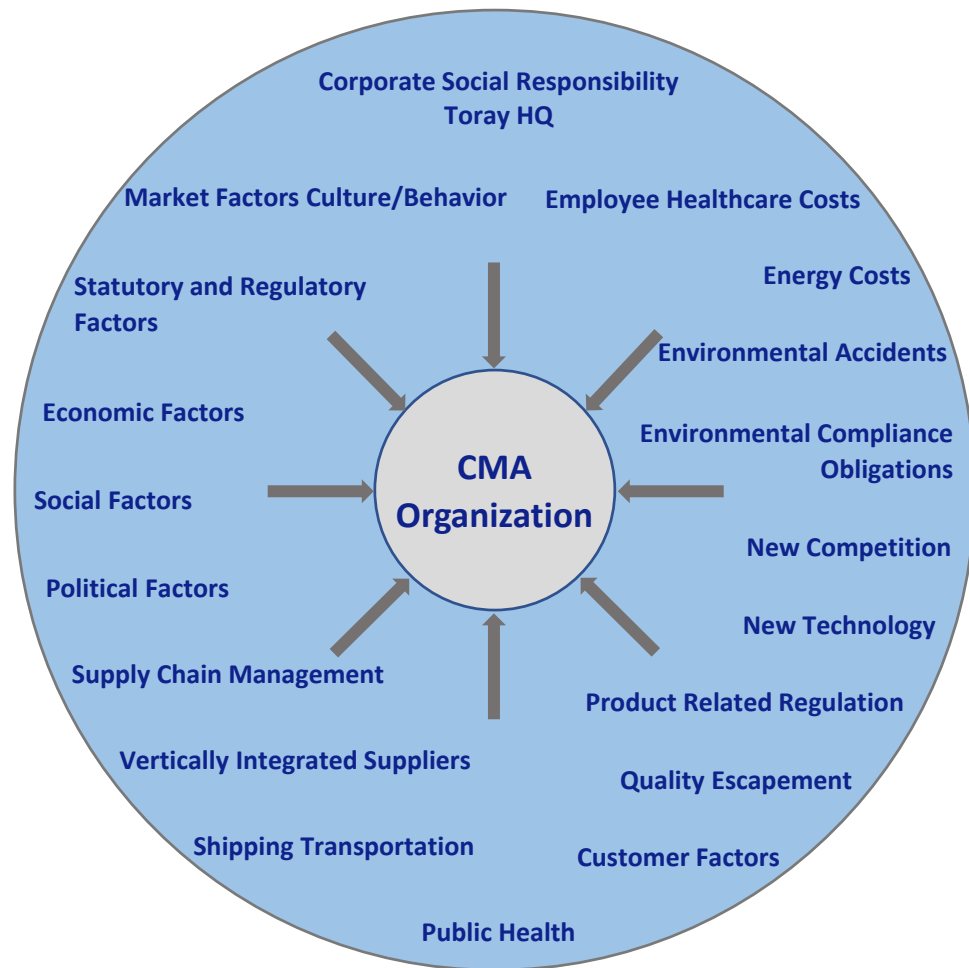 Corporate Social Responsibility
Toray HQ
Market Factors Culture/Behavior
Employee Healthcare Costs
Statutory and Regulatory
Factors
Energy Costs
Environmental Accidents
Economic Factors
Environmental Compliance
Obligations
CMA
Organization
Social Factors
New Competition
Political Factors
New Technology
Supply Chain Management
Product Related Regulation
Vertically Integrated Suppliers
Quality Escapement
Shipping Transportation
Customer Factors
Public Health